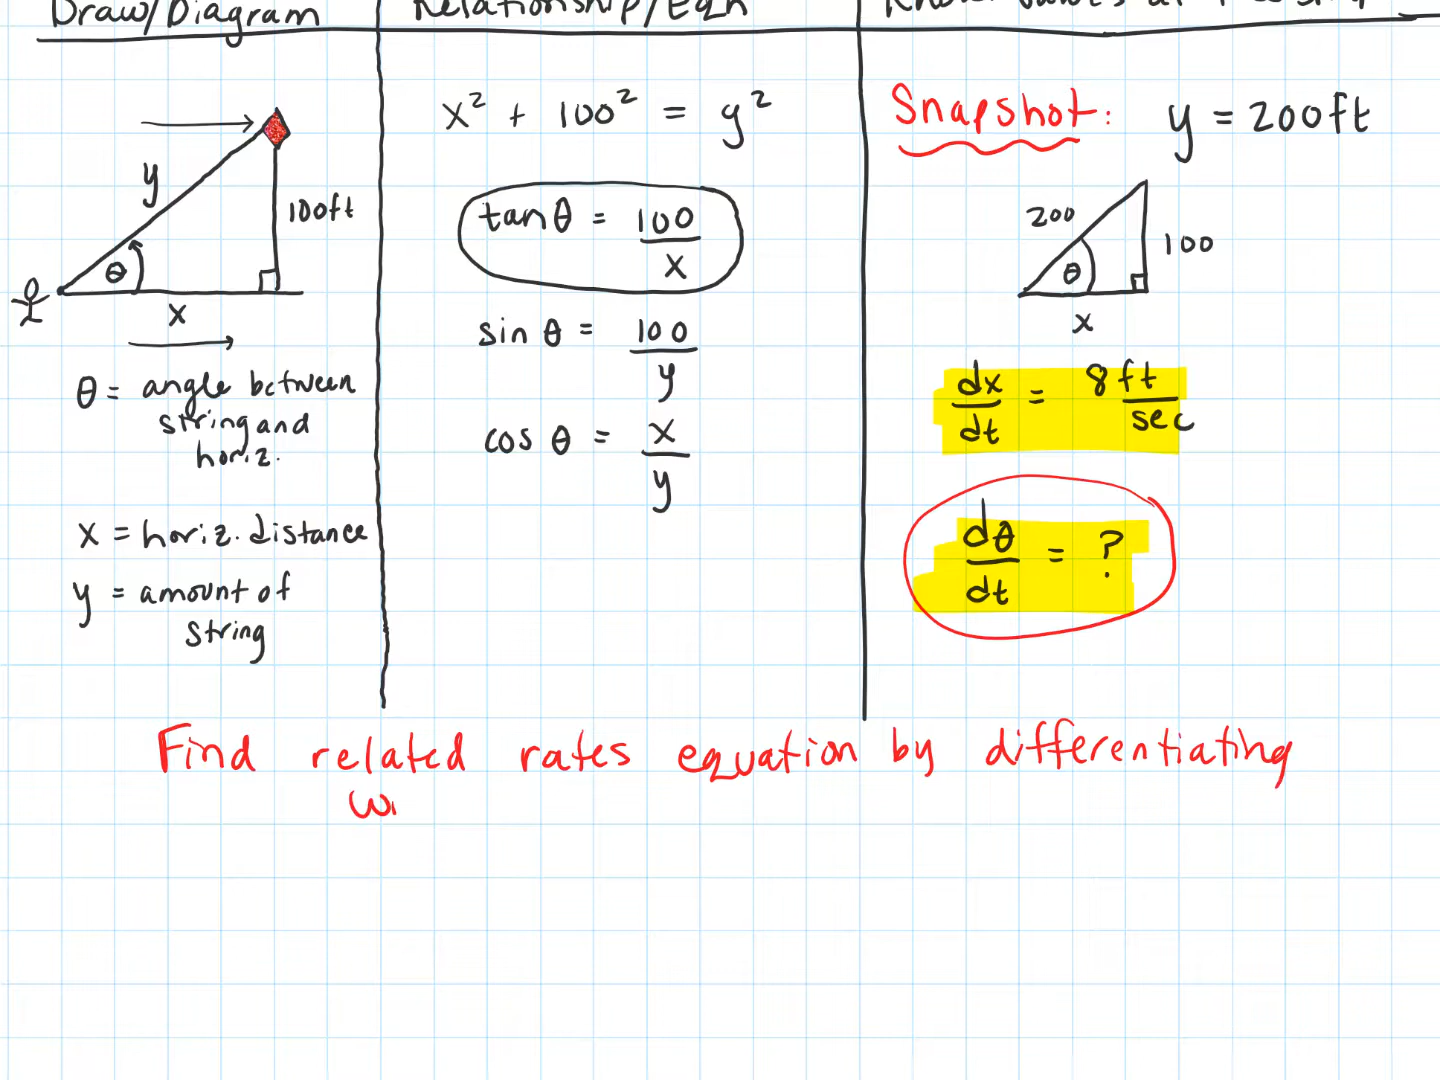 Draw/Diagram
Relationship/Eqn
y
100ft
θ
x
θ = angle between
string and
horiz.
x = horiz. distance
y = amount of
string
x² + 100² = y²
tan θ = 100/x
sin θ = 100/y
cos θ = x/y
Snapshot: y = 200ft
200
100
θ
x
dx/dt = 8 ft/sec
dθ/dt = ?
Find related rates equation by differentiating